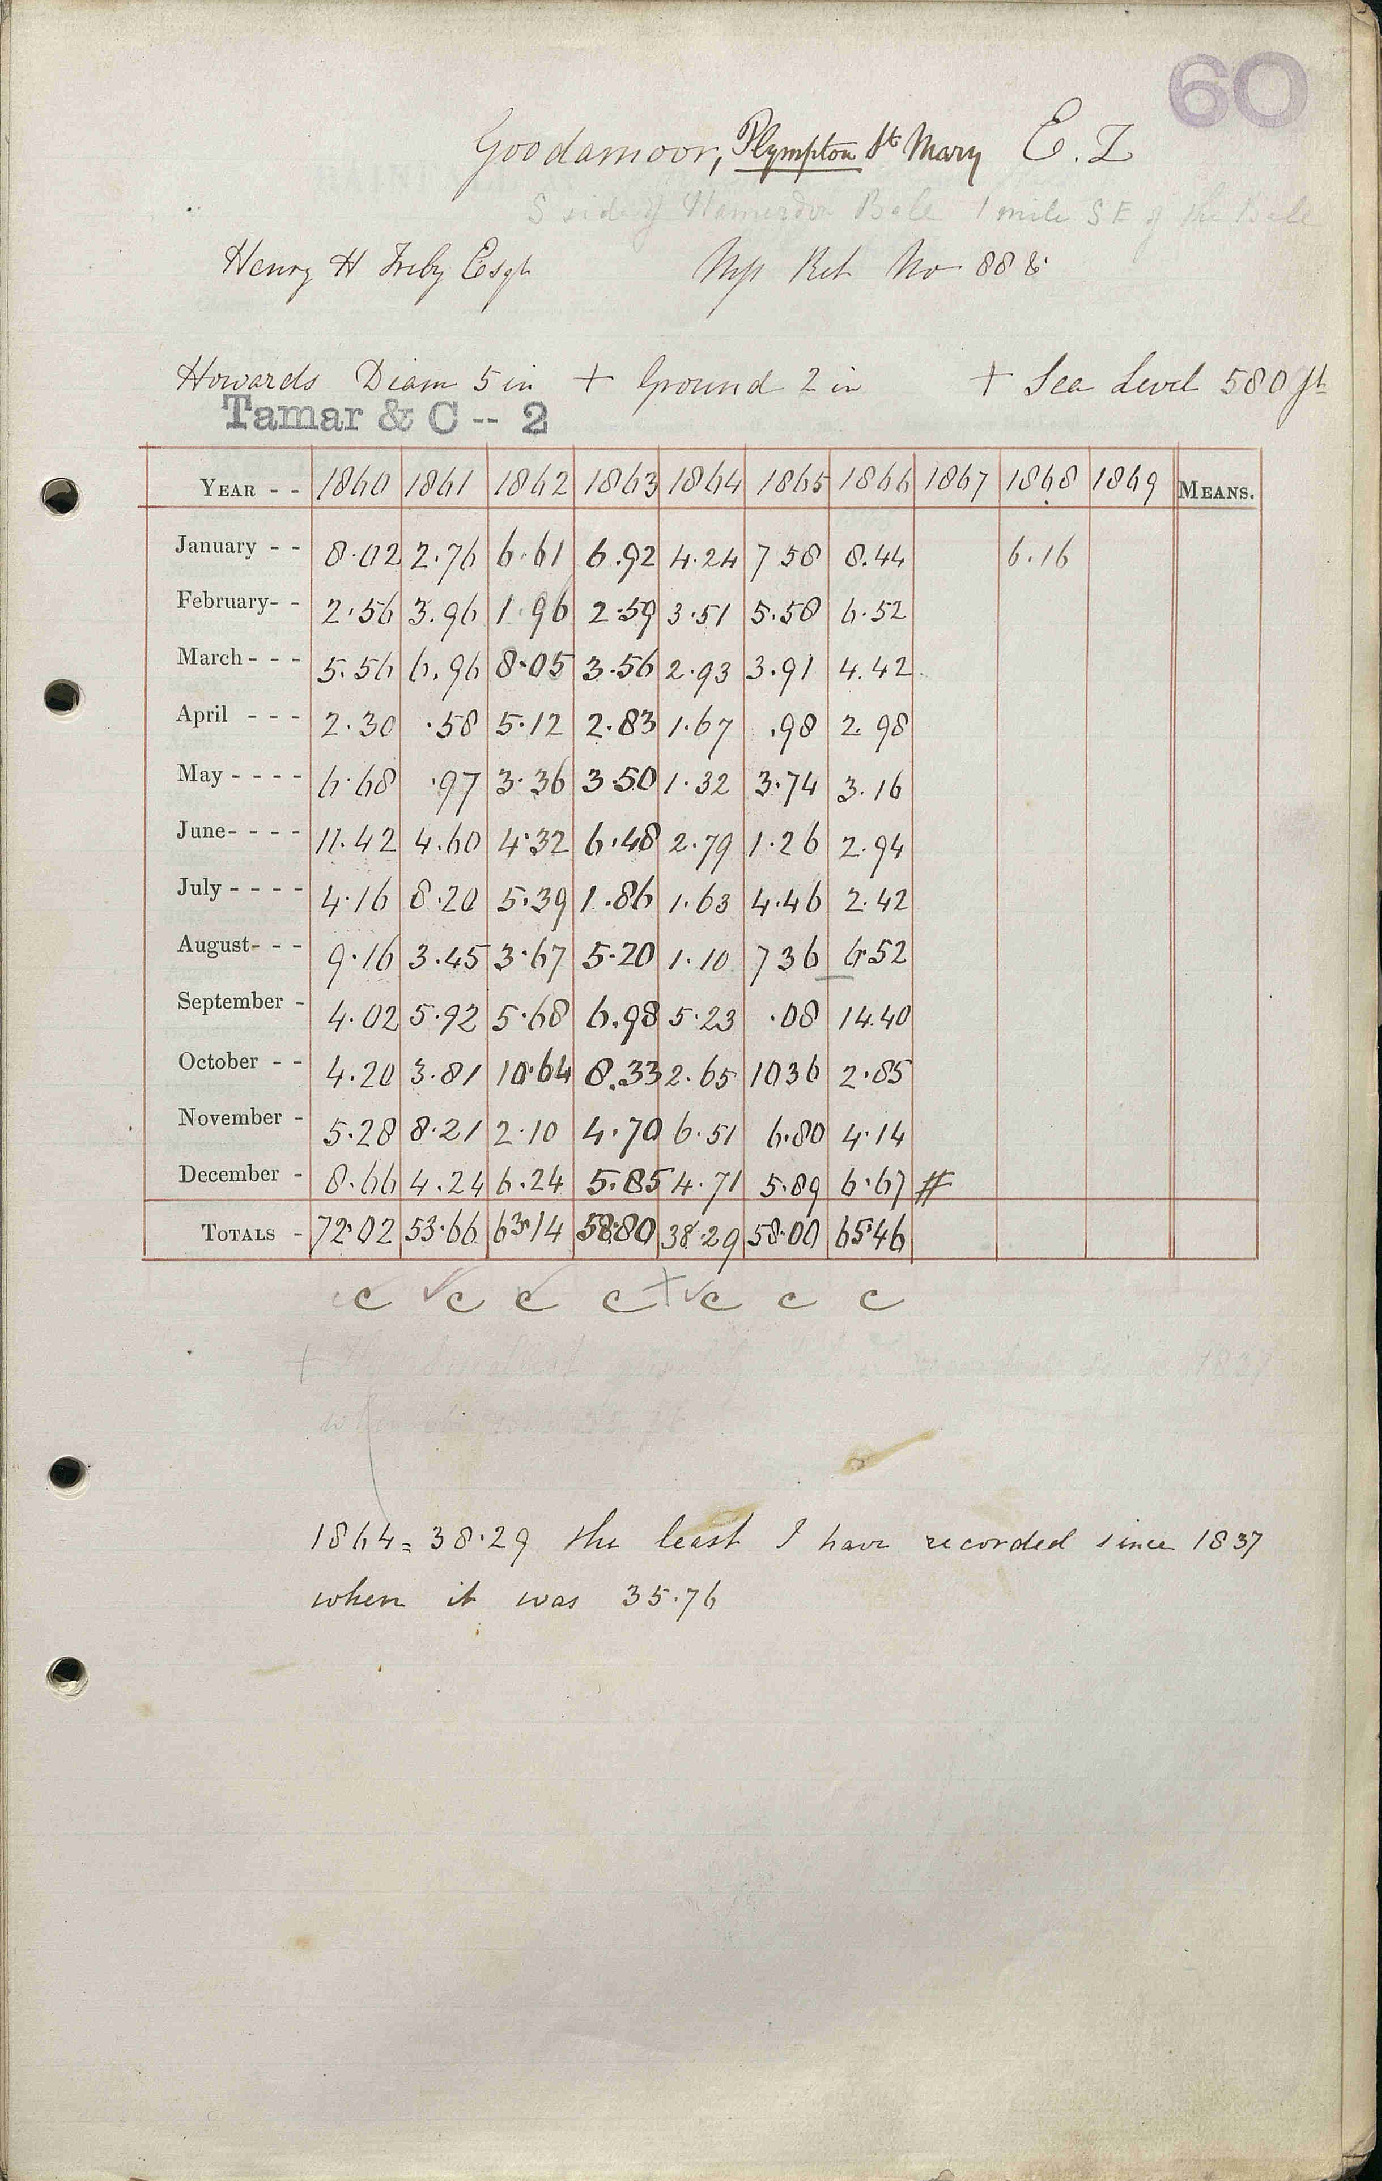 60
Goodamoor, Plympton St Mary E. I
S side of Hamerdon Bale 1 mile S E of the Bale
Henry H Treby Esqr Mss Ret No 888
Howards Diam 5 in + Ground 2 in + Sea Level 580 ft
Tamar & C -- 2
YEAR - - 1860 1861 1862 1863 1864 1865 1866 1867 1868 1869 MEANS.
January - - 8.02 2.76 6.61 6.92 4.24 7 58 8.44 6.16
February- - 2.56 3.96 1.96 2.59 3.51 5.58 6.52
March - - - 5.56 6.96 8.05 3.56 2.93 3.91 4.42
April - - - 2.30 .58 5.12 2.83 1.67 .98 2.98
May - - - - 6.68 .97 3.36 3.50 1.32 3.74 3.16
June- - - - 11.42 4.60 4.32 6.48 2.79 1.26 2.94
July - - - - 4.16 8.20 5.39 1.86 1.63 4.46 2.42
August- - - 9.16 3.45 3.67 5.20 1.10 7 36 6.52
September - 4.02 5.92 5.68 6.98 5.23 .08 14.40
October - - 4.20 3.81 10.64 8.33 2.65 10 36 2.85
November - 5.28 8.21 2.10 4.70 6.51 6.80 4.14
December - 8.66 4.24 6.24 5.85 4.71 5.89 6.67 #
TOTALS - 72.02 53.66 63.14 58.80 38.29 58.00 65.46
c c c c + c c c
1864 = 38.29 the least I have recorded since 1837
when it was 35.76